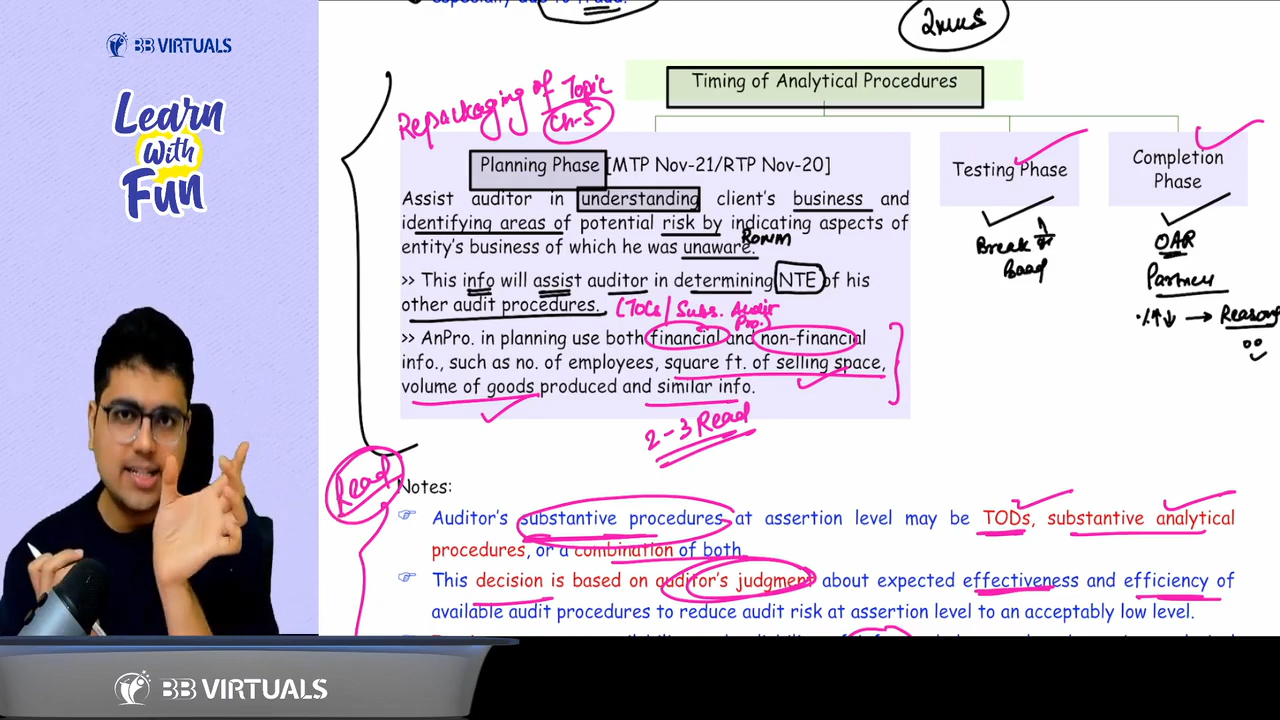 especially due to fraud.
2mks
BB VIRTUALS
Learn
With
Fun
Timing of Analytical Procedures
Repackaging of Topic
Ch-5
Planning Phase [MTP Nov-21/RTP Nov-20]
Assist auditor in understanding client's business and
identifying areas of potential risk by indicating aspects of
entity's business of which he was unaware.
ROMM
>> This info will assist auditor in determining NTE of his
other audit procedures.
(TOCs/Subs. Audit
Pro.)
>> AnPro. in planning use both financial and non-financial
info., such as no. of employees, square ft. of selling space,
volume of goods produced and similar info.
2-3 Read
Testing Phase
Break
Completion
Phase
OAR
Partner
% ↑↓ → Reasons
Read
Notes:
☞ Auditor's substantive procedures at assertion level may be TODs, substantive analytical
procedures, or a combination of both.
☞ This decision is based on auditor's judgment about expected effectiveness and efficiency of
available audit procedures to reduce audit risk at assertion level to an acceptably low level.
BB VIRTUALS